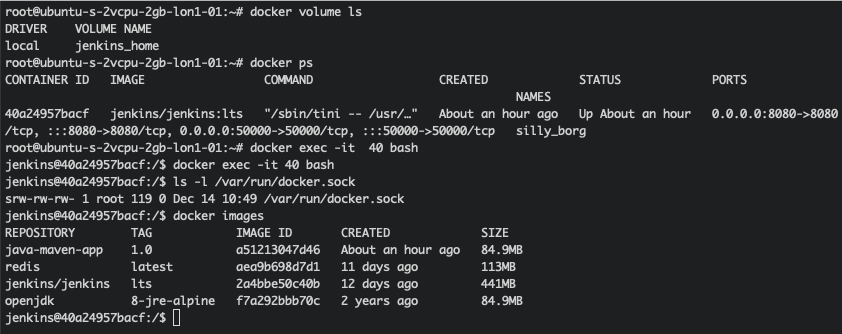 root@ubuntu-s-2vcpu-2gb-lon1-01:~# docker volume ls
DRIVER    VOLUME NAME
local     jenkins_home
root@ubuntu-s-2vcpu-2gb-lon1-01:~# docker ps
CONTAINER ID   IMAGE                 COMMAND                  CREATED             STATUS             PORTS
                                                                       NAMES
40a24957bacf   jenkins/jenkins:lts   "/sbin/tini -- /usr/…"   About an hour ago   Up About an hour   0.0.0.0:8080->8080
/tcp, :::8080->8080/tcp, 0.0.0.0:50000->50000/tcp, :::50000->50000/tcp   silly_borg
root@ubuntu-s-2vcpu-2gb-lon1-01:~# docker exec -it  40 bash
jenkins@40a24957bacf:/$ docker exec -it 40 bash
jenkins@40a24957bacf:/$ ls -l /var/run/docker.sock
srw-rw-rw- 1 root 119 0 Dec 14 10:49 /var/run/docker.sock
jenkins@40a24957bacf:/$ docker images
REPOSITORY        TAG            IMAGE ID       CREATED             SIZE
java-maven-app    1.0            a51213047d46   About an hour ago   84.9MB
redis             latest         aea9b698d7d1   11 days ago         113MB
jenkins/jenkins   lts            2a4bbe50c40b   12 days ago         441MB
openjdk           8-jre-alpine   f7a292bbb70c   2 years ago         84.9MB
jenkins@40a24957bacf:/$